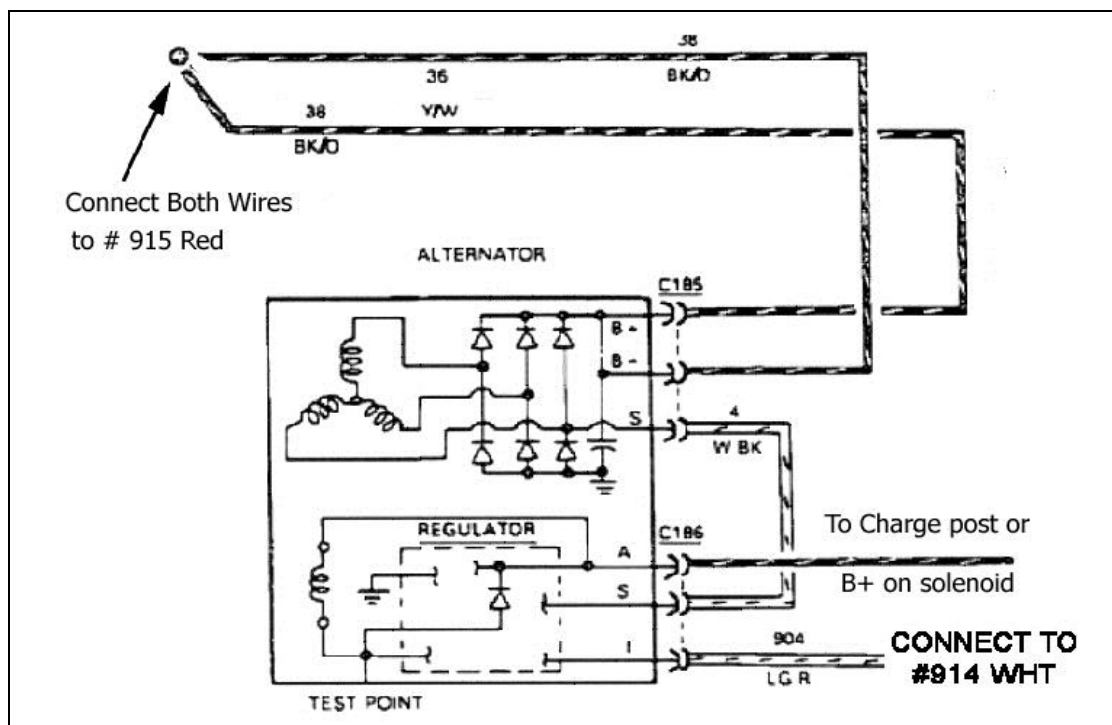 38
BK/O
36
Y/W
38
BK/O
Connect Both Wires
to # 915 Red
ALTERNATOR
C185
B +
B -
S
4
W BK
REGULATOR
C186
A
S
I
To Charge post or
B+ on solenoid
904
LG R
CONNECT TO
#914 WHT
TEST POINT